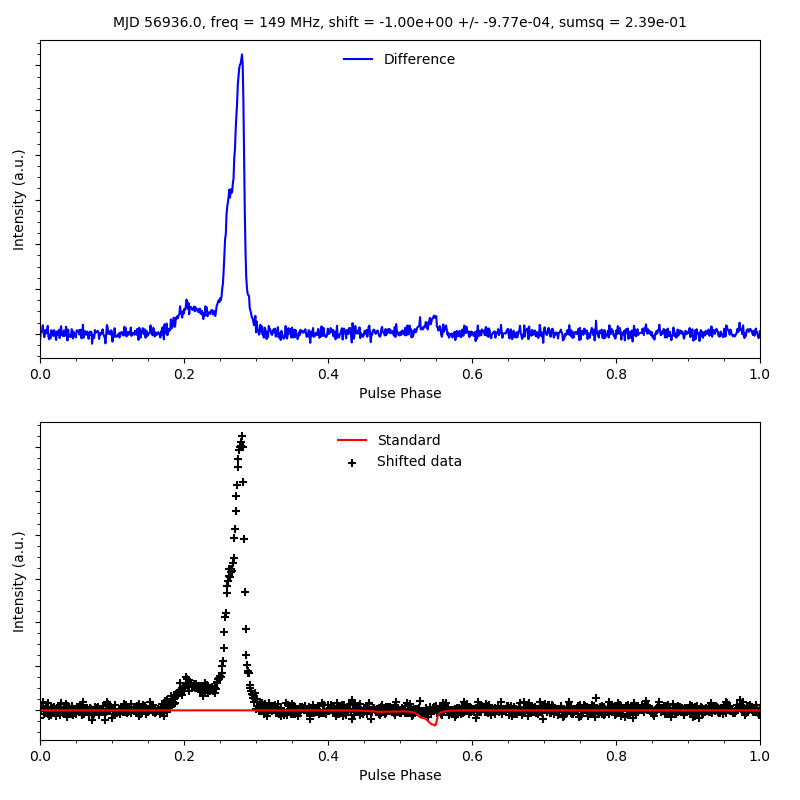 MJD 56936.0, freq = 149 MHz, shift = -1.00e+00 +/- -9.77e-04, sumsq = 2.39e-01
Difference
Intensity (a.u.)
0.0 0.2 0.4 0.6 0.8 1.0
Pulse Phase
Standard
Shifted data
Intensity (a.u.)
0.0 0.2 0.4 0.6 0.8 1.0
Pulse Phase